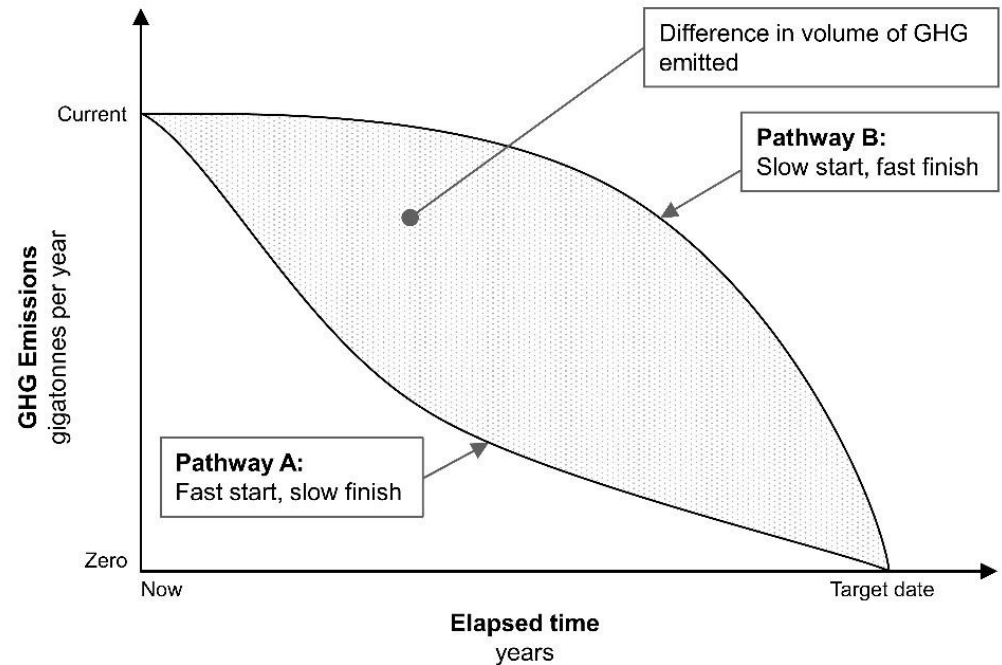 Difference in volume of GHG
emitted
Current
Pathway B:
Slow start, fast finish
GHG Emissions
gigatonnes per year
Pathway A:
Fast start, slow finish
Zero
Now
Target date
Elapsed time
years